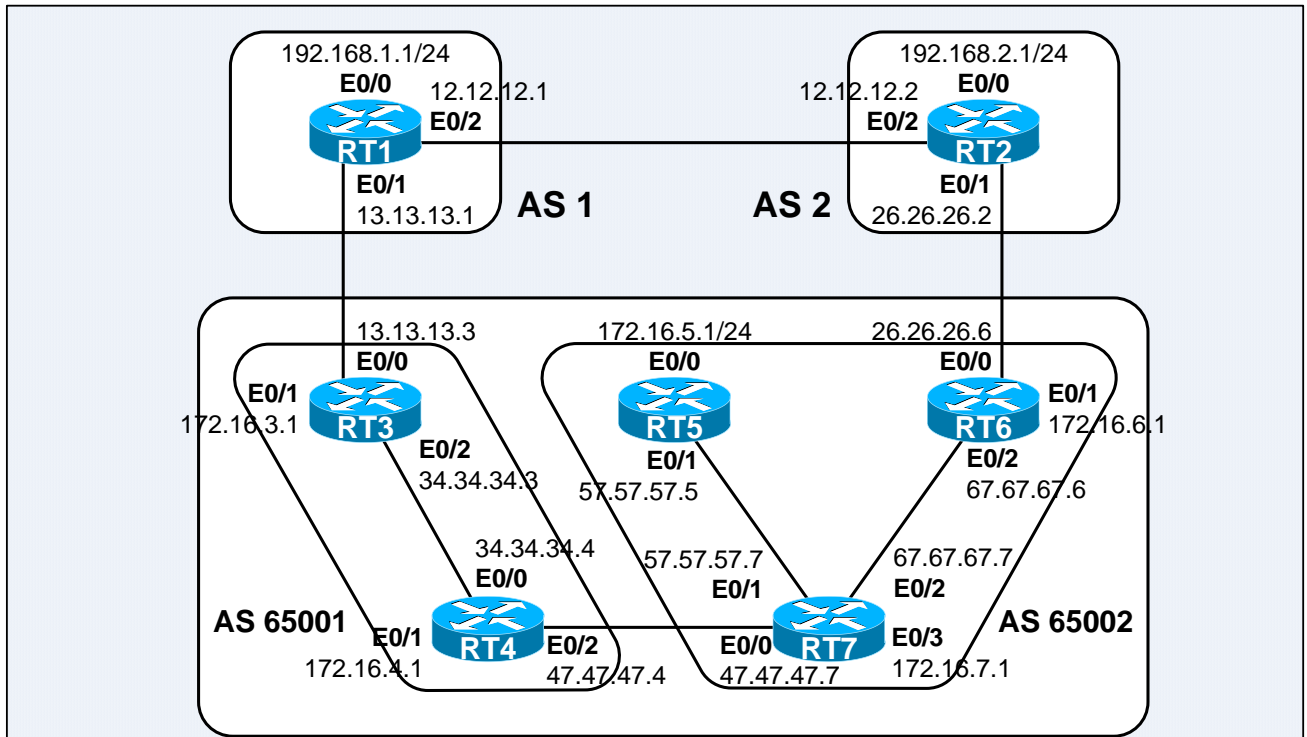 192.168.1.1/24
E0/0
12.12.12.1
E0/2
RT1
E0/1
13.13.13.1
AS 1
192.168.2.1/24
E0/0
12.12.12.2
E0/2
RT2
E0/1
26.26.26.2
AS 2
13.13.13.3
E0/0
E0/1
172.16.3.1
RT3
E0/2
34.34.34.3
172.16.5.1/24
E0/0
RT5
E0/1
57.57.57.5
26.26.26.6
E0/0
E0/1
172.16.6.1
RT6
E0/2
67.67.67.6
34.34.34.4
E0/0
AS 65001
E0/1
172.16.4.1
RT4
E0/2
47.47.47.4
57.57.57.7
E0/1
67.67.67.7
E0/2
E0/0
47.47.47.7
RT7
E0/3
172.16.7.1
AS 65002